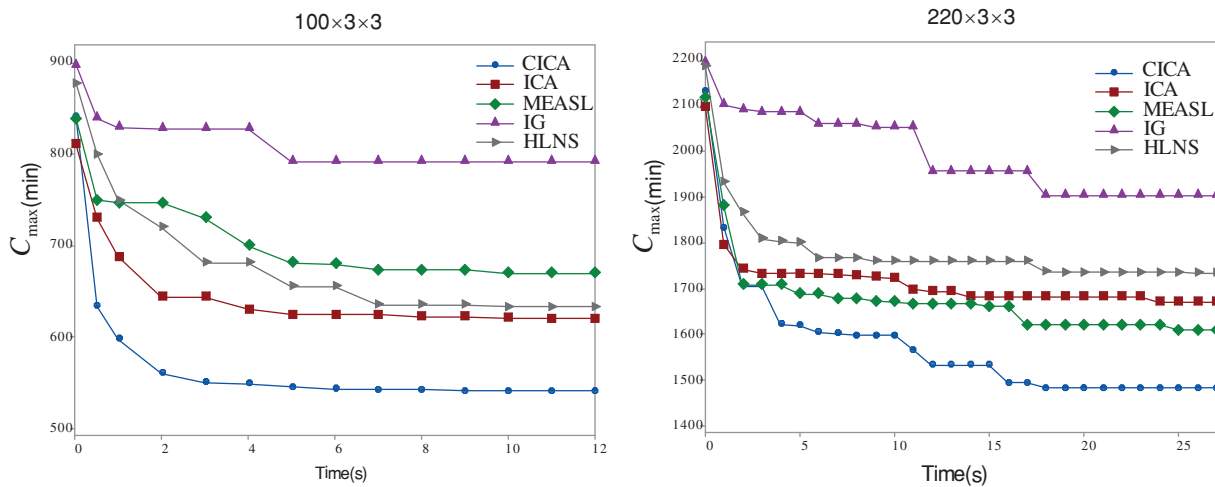 100×3×3
900
800
700
600
500
C max (min)
0
2
4
6
8
10
12
Time(s)
CICA
ICA
MEASL
IG
HLNS
220×3×3
2200
2100
2000
1900
1800
1700
1600
1500
1400
C max (min)
0
5
10
15
20
25
Time(s)
CICA
ICA
MEASL
IG
HLNS